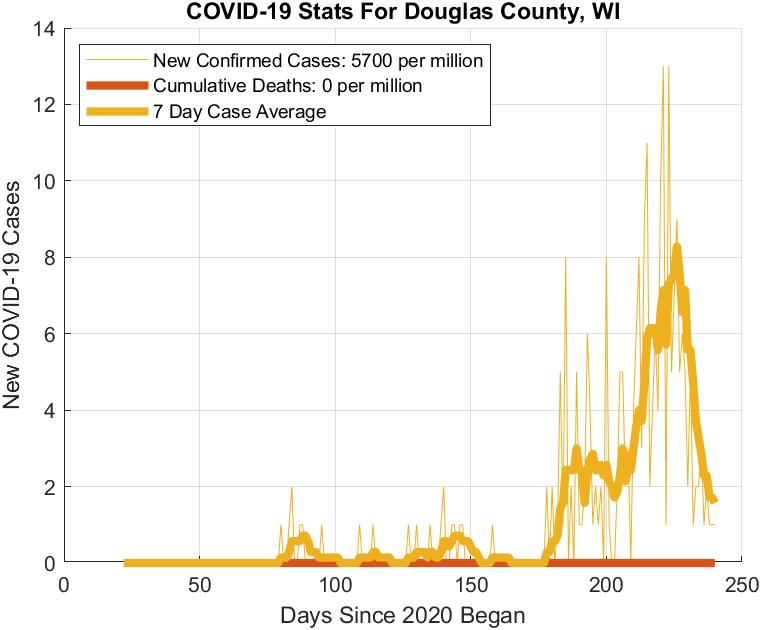 COVID-19 Stats For Douglas County, WI
New Confirmed Cases: 5700 per million
Cumulative Deaths: 0 per million
7 Day Case Average
New COVID-19 Cases
14
12
10
8
6
4
2
0
0 50 100 150 200 250
Days Since 2020 Began